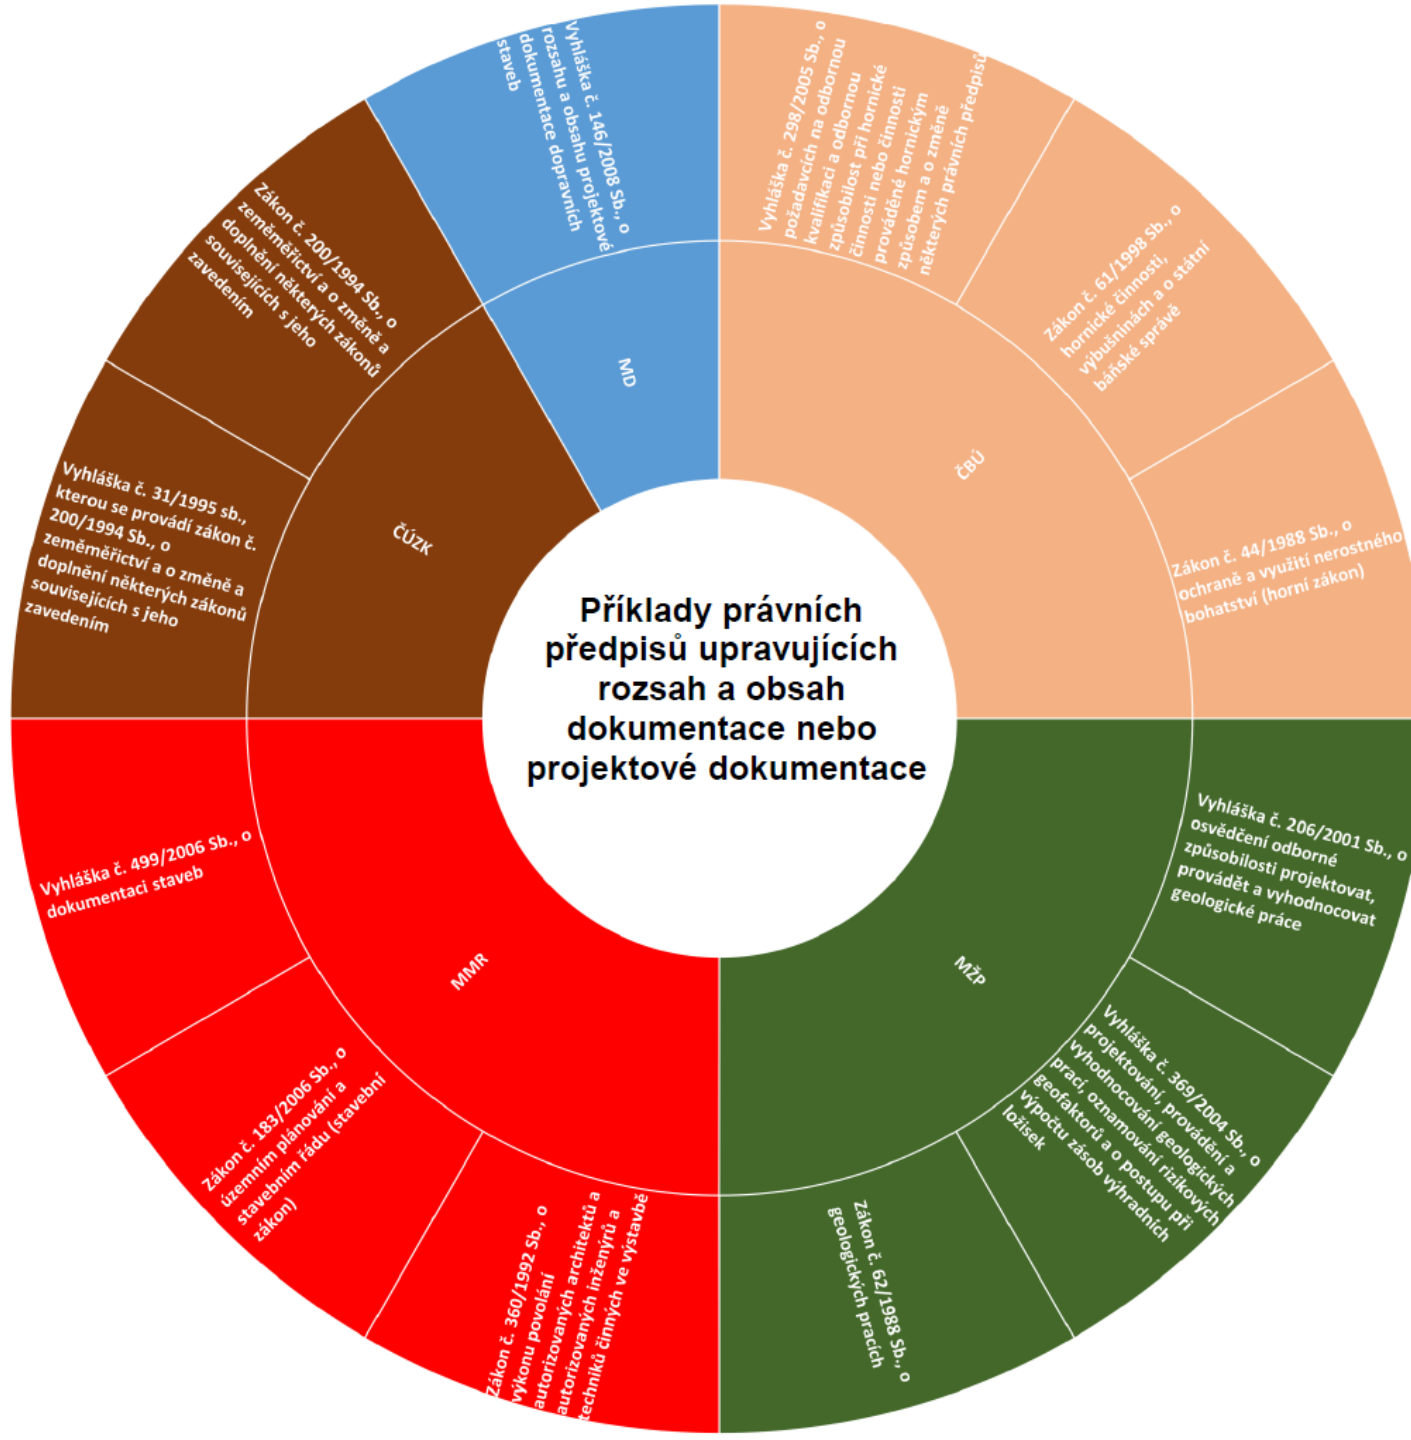 Příklady právních
předpisů upravujících
rozsah a obsah
dokumentace nebo
projektové dokumentace
ČBÚ
Vyhláška č. 298/2005 Sb., o
požadavcích na odbornou
kvalifikaci a odbornou
způsobilost při hornické
činnosti nebo činnosti
prováděné hornickým
způsobem a o změně
některých právních předpisů
Zákon č. 61/1998 Sb., o
hornické činnosti,
výbušninách a o státní
báňské správě
Zákon č. 44/1988 Sb., o
ochraně a využití nerostného
bohatství (horní zákon)
MŽP
Vyhláška č. 206/2001 Sb., o
osvědčení odborné
způsobilosti projektovat,
provádět a vyhodnocovat
geologické práce
Vyhláška č. 369/2004 Sb., o
projektování, provádění a
vyhodnocování geologických
prací, oznamování rizikových
geofaktorů a o postupu při
výpočtu zásob výhradních
ložisek
Zákon č. 62/1988 Sb., o
geologických pracích
MMR
Zákon č. 360/1992 Sb., o
výkonu povolání
autorizovaných architektů a
autorizovaných inženýrů a
techniků činných ve výstavbě
Zákon č. 183/2006 Sb., o
územním plánování a
stavebním řádu (stavební
zákon)
Vyhláška č. 499/2006 Sb., o
dokumentaci staveb
ČÚZK
Vyhláška č. 31/1995 sb.,
kterou se provádí zákon č.
200/1994 Sb., o
zeměměřictví a o změně a
doplnění některých zákonů
souvisejících s jeho
zavedením
Zákon č. 200/1994 Sb., o
zeměměřictví a o změně a
doplnění některých zákonů
souvisejících s jeho
zavedením
MD
Vyhláška č. 146/2008 Sb., o
rozsahu a obsahu projektové
dokumentace dopravních
staveb